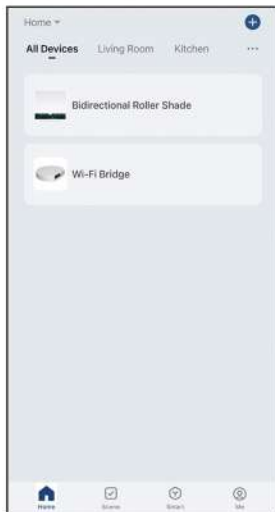 Home
All Devices Living Room Kitchen ...
Bidirectional Roller Shade
Wi-Fi Bridge
Home Scene Smart Me